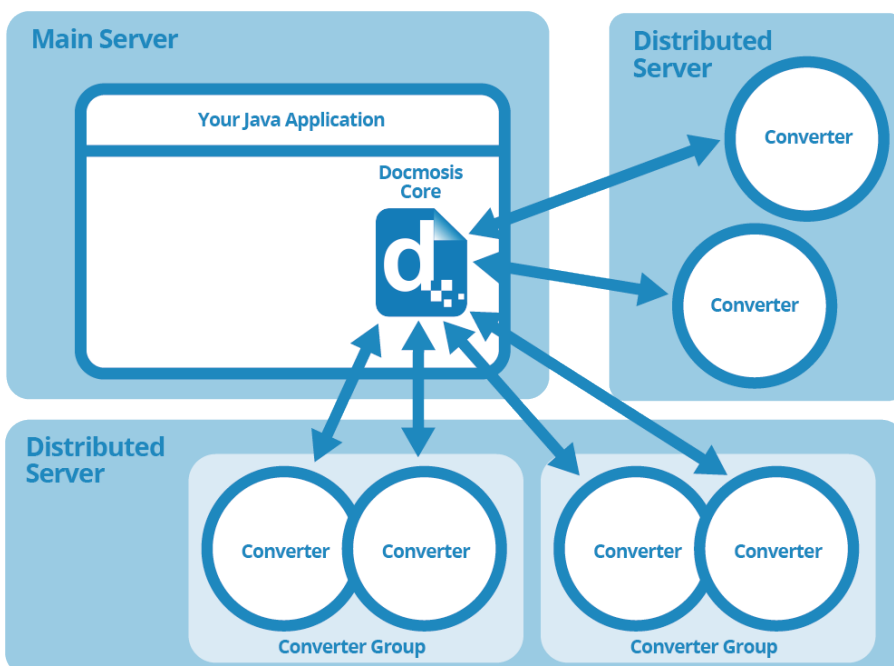 Main Server
Your Java Application
Docmosis
Core
d
Distributed
Server
Converter
Converter
Distributed
Server
Converter
Converter
Converter Group
Converter
Converter
Converter Group